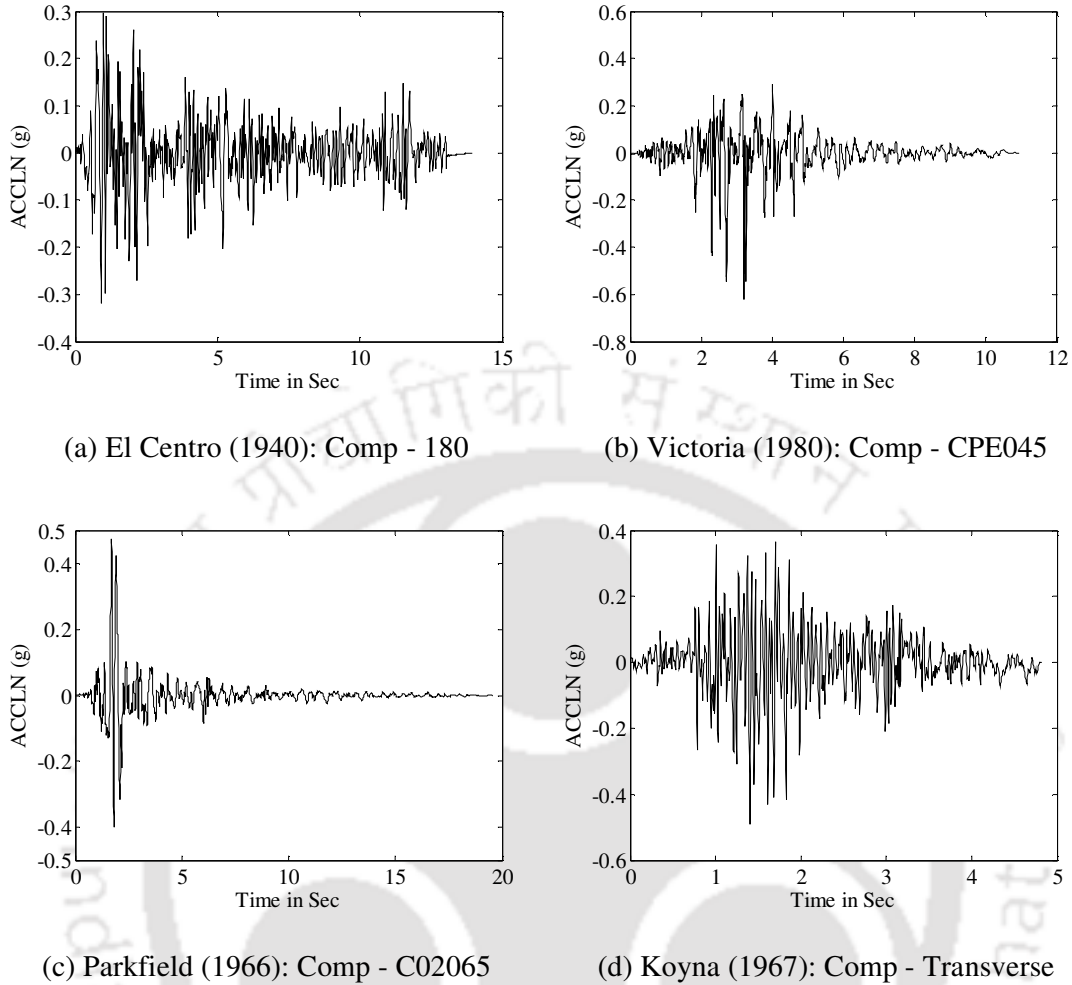 0.3
0.2
0.1
0
-0.1
-0.2
-0.3
-0.4
ACCLN (g)
0 5 10 15
Time in Sec
(a) El Centro (1940): Comp - 180
0.6
0.4
0.2
0
-0.2
-0.4
-0.6
-0.8
ACCLN (g)
0 2 4 6 8 10 12
Time in Sec
(b) Victoria (1980): Comp - CPE045
0.5
0.4
0.2
0
-0.2
-0.4
-0.5
ACCLN (g)
0 5 10 15 20
Time in Sec
(c) Parkfield (1966): Comp - C02065
0.4
0.2
0
-0.2
-0.4
-0.6
ACCLN (g)
0 1 2 3 4 5
Time in Sec
(d) Koyna (1967): Comp - Transverse